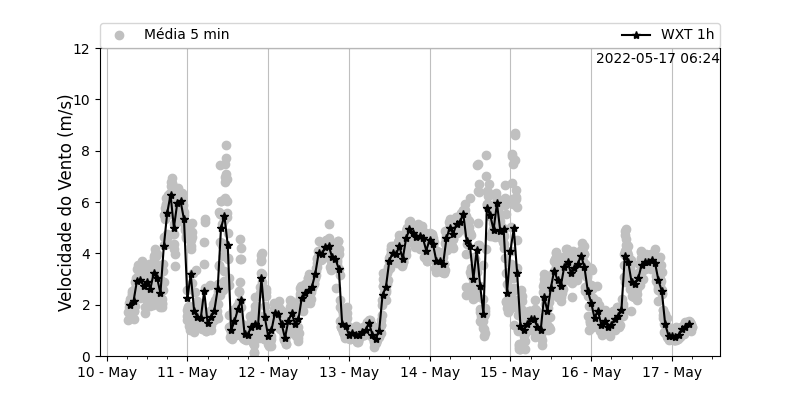 Média 5 min
WXT 1h
2022-05-17 06:24
Velocidade do Vento (m/s)
12
10
8
6
4
2
0
10 - May
11 - May
12 - May
13 - May
14 - May
15 - May
16 - May
17 - May